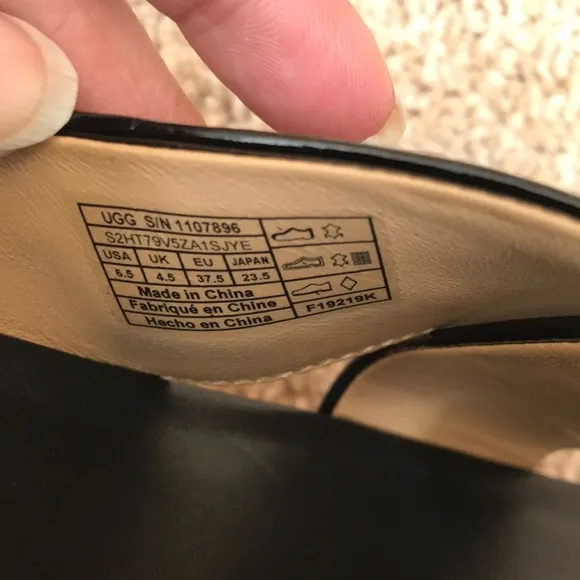 UGG S/N 1107896
S2HT79V5ZA1SJYE
USA UK EU JAPAN
6.5 4.5 37.5 23.5
Made in China
Fabriqué en Chine
Hecho en China
F19219K